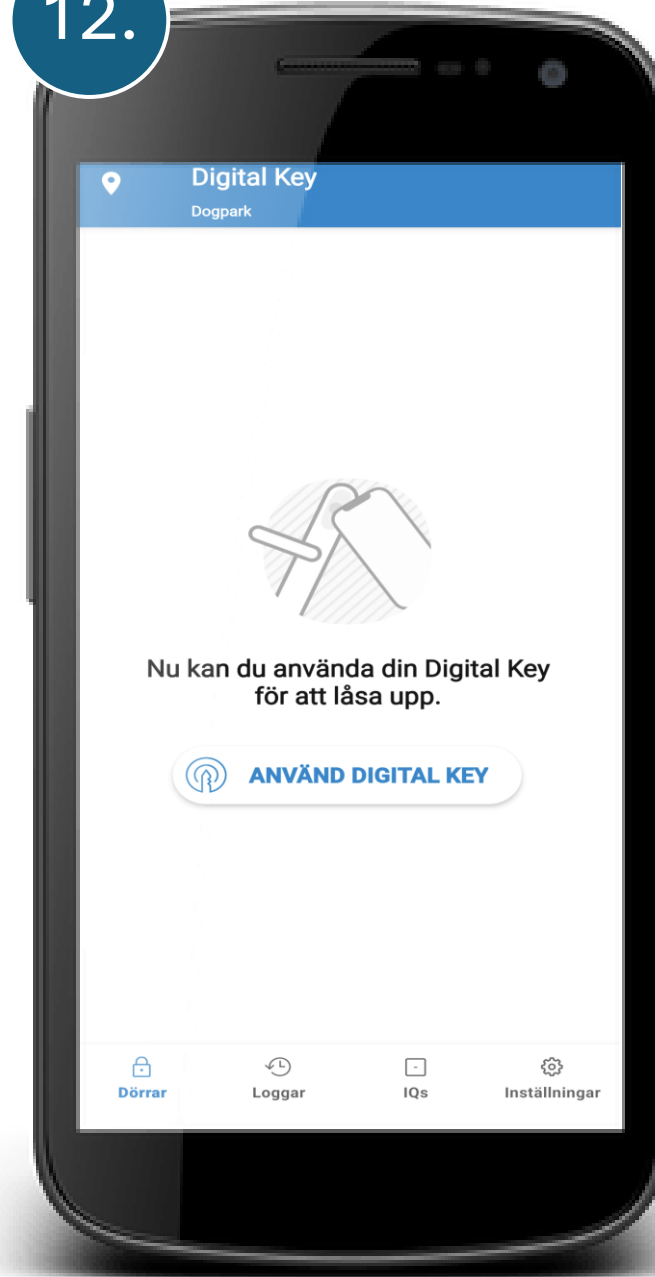 12.
Digital Key
Dogpark
Nu kan du använda din Digital Key
för att låsa upp.
ANVÄND DIGITAL KEY
Dörrar Loggar IQs Inställningar